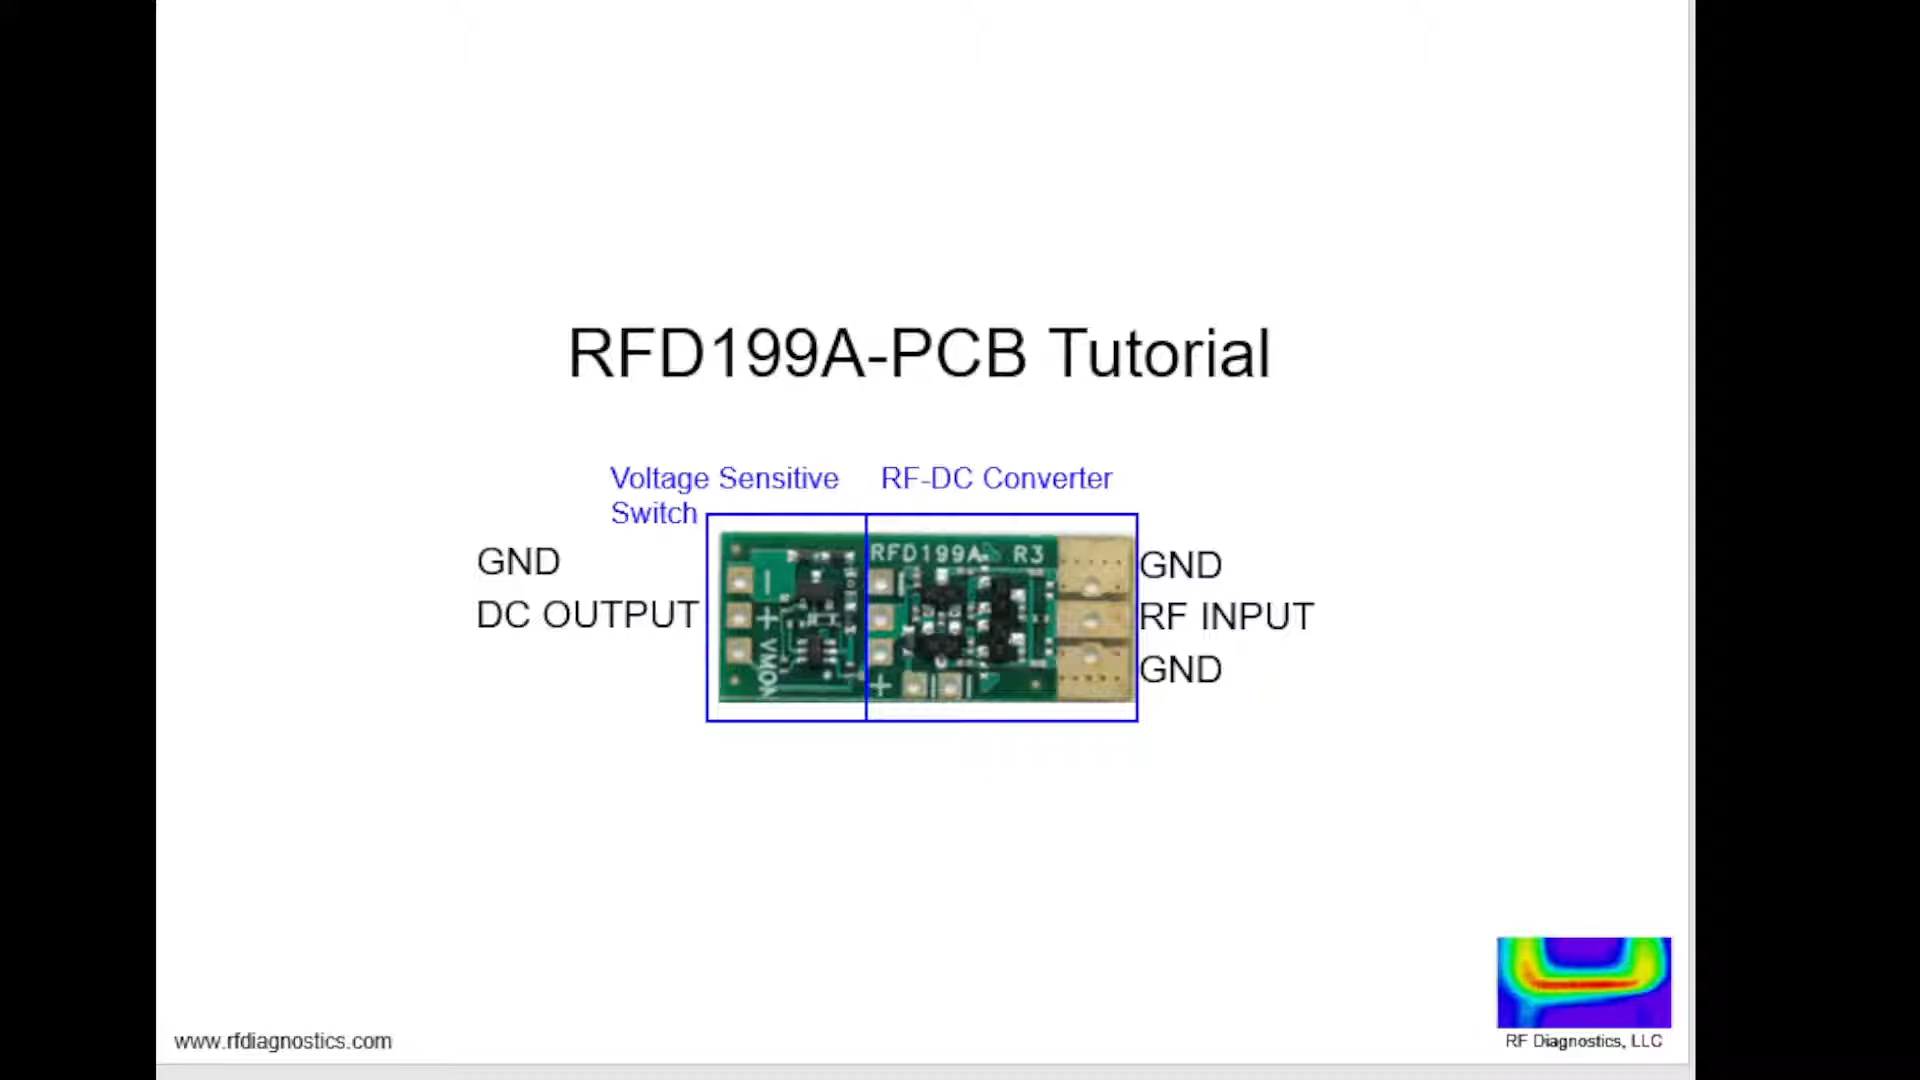 RFD199A-PCB Tutorial
Voltage Sensitive
Switch
RF-DC Converter
GND
DC OUTPUT
RFD199A R3
VMON
GND
RF INPUT
GND
www.rfdiagnostics.com
RF Diagnostics, LLC